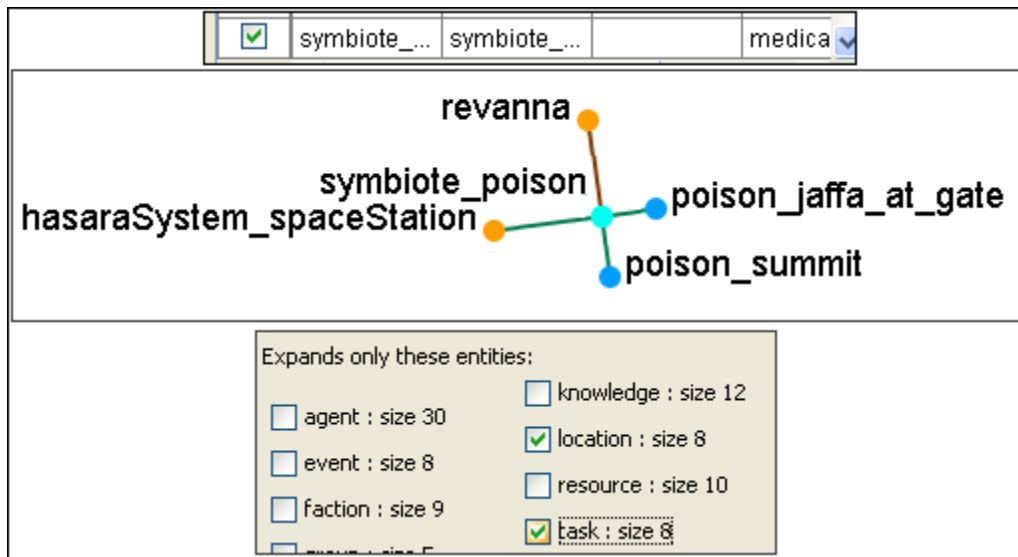 symbiote_... symbiote_... medica
revanna
symbiote_poison
poison_jaffa_at_gate
hasaraSystem_spaceStation
poison_summit
Expands only these entities:
knowledge : size 12
agent : size 30
location : size 8
event : size 8
resource : size 10
faction : size 9
task : size 8